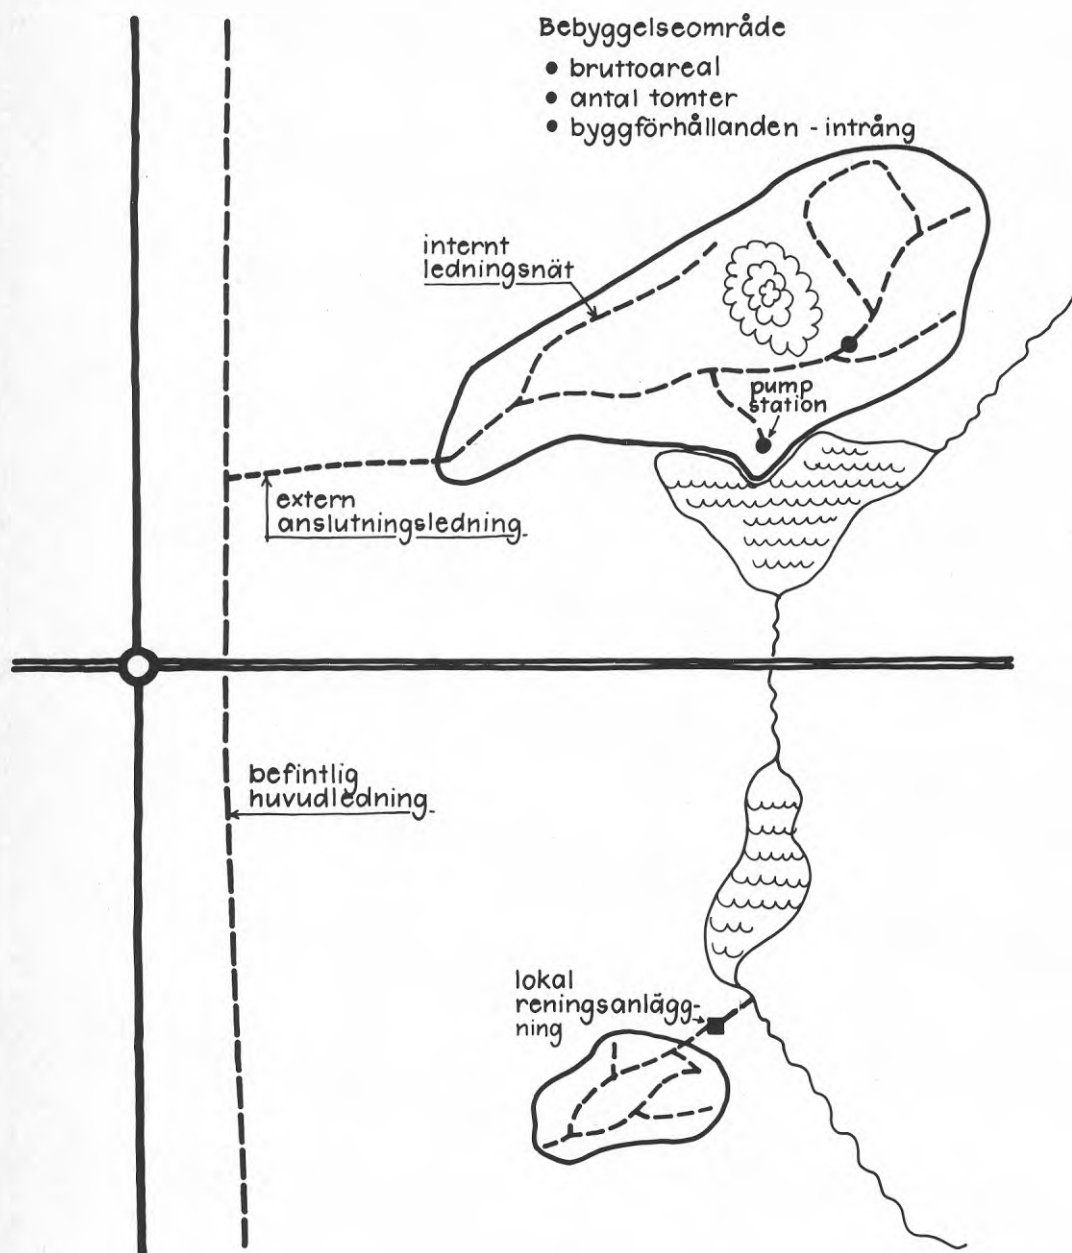 Bebyggelseområde
• bruttoareal
• antal tomter
• byggförhållanden - intrång
internt
ledningsnät
pump
station
extern
anslutningsledning
befintlig
huvudledning
lokal
reningsanlägg-
ning